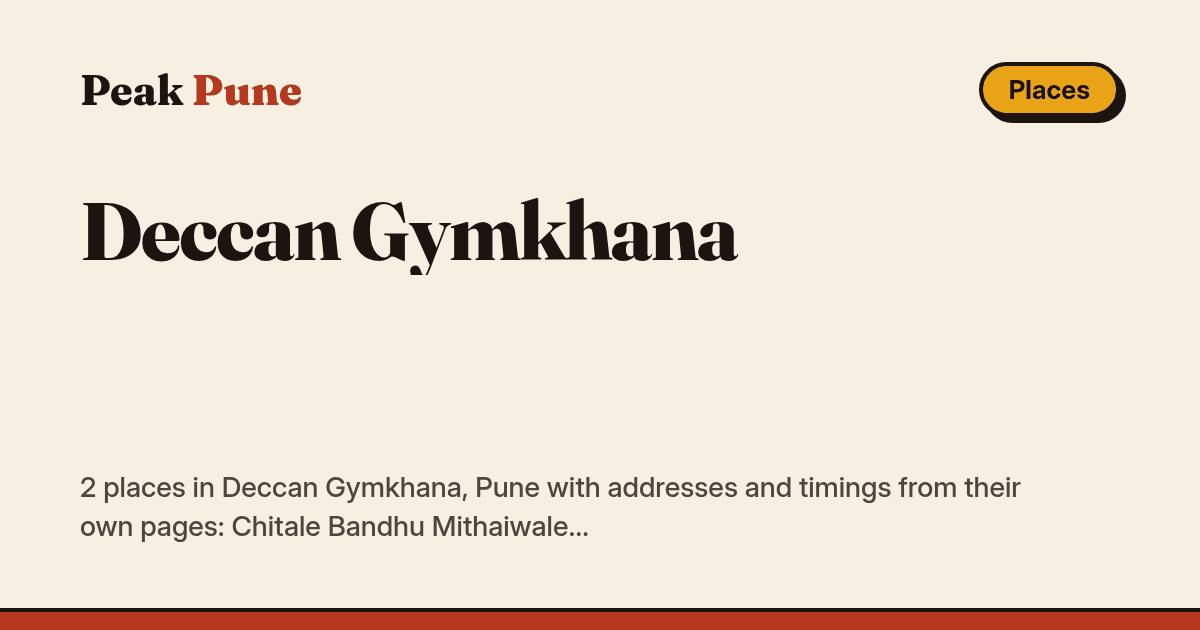 Peak Pune
Places
Deccan Gymkhana
2 places in Deccan Gymkhana, Pune with addresses and timings from their
own pages: Chitale Bandhu Mithaiwale...